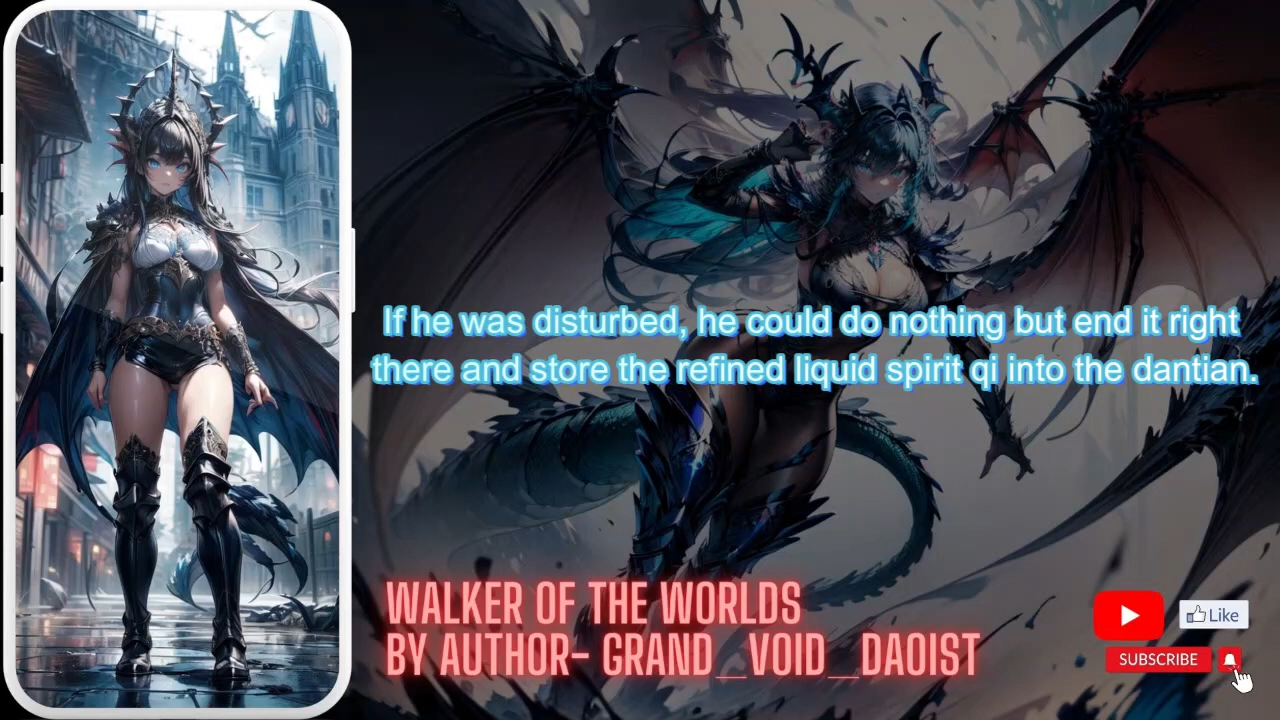 If he was disturbed, he could do nothing but end it right
there and store the refined liquid spirit qi into the dantian.
WALKER OF THE WORLDS
BY AUTHOR- GRAND_VOID_DAOIST
Like
SUBSCRIBE